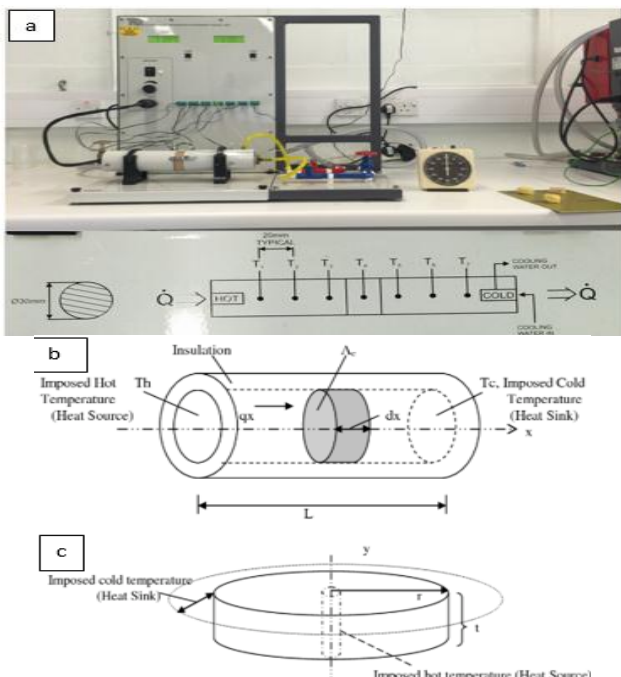 a
20mm
TYPICAL
T₁ T₂ T₃ T₄ T₅ T₆ T₇
COOLING
WATER OUT
Ø30mm
Q̇
HOT
COLD
Q̇
COOLING
WATER IN
b
Insulation
Imposed Hot
Temperature
(Heat Source)
Th
qx
dx
Tc, Imposed Cold
Temperature
(Heat Sink)
x
L
c
y
Imposed cold temperature
(Heat Sink)
r
t
Imposed hot temperature (Heat Source)